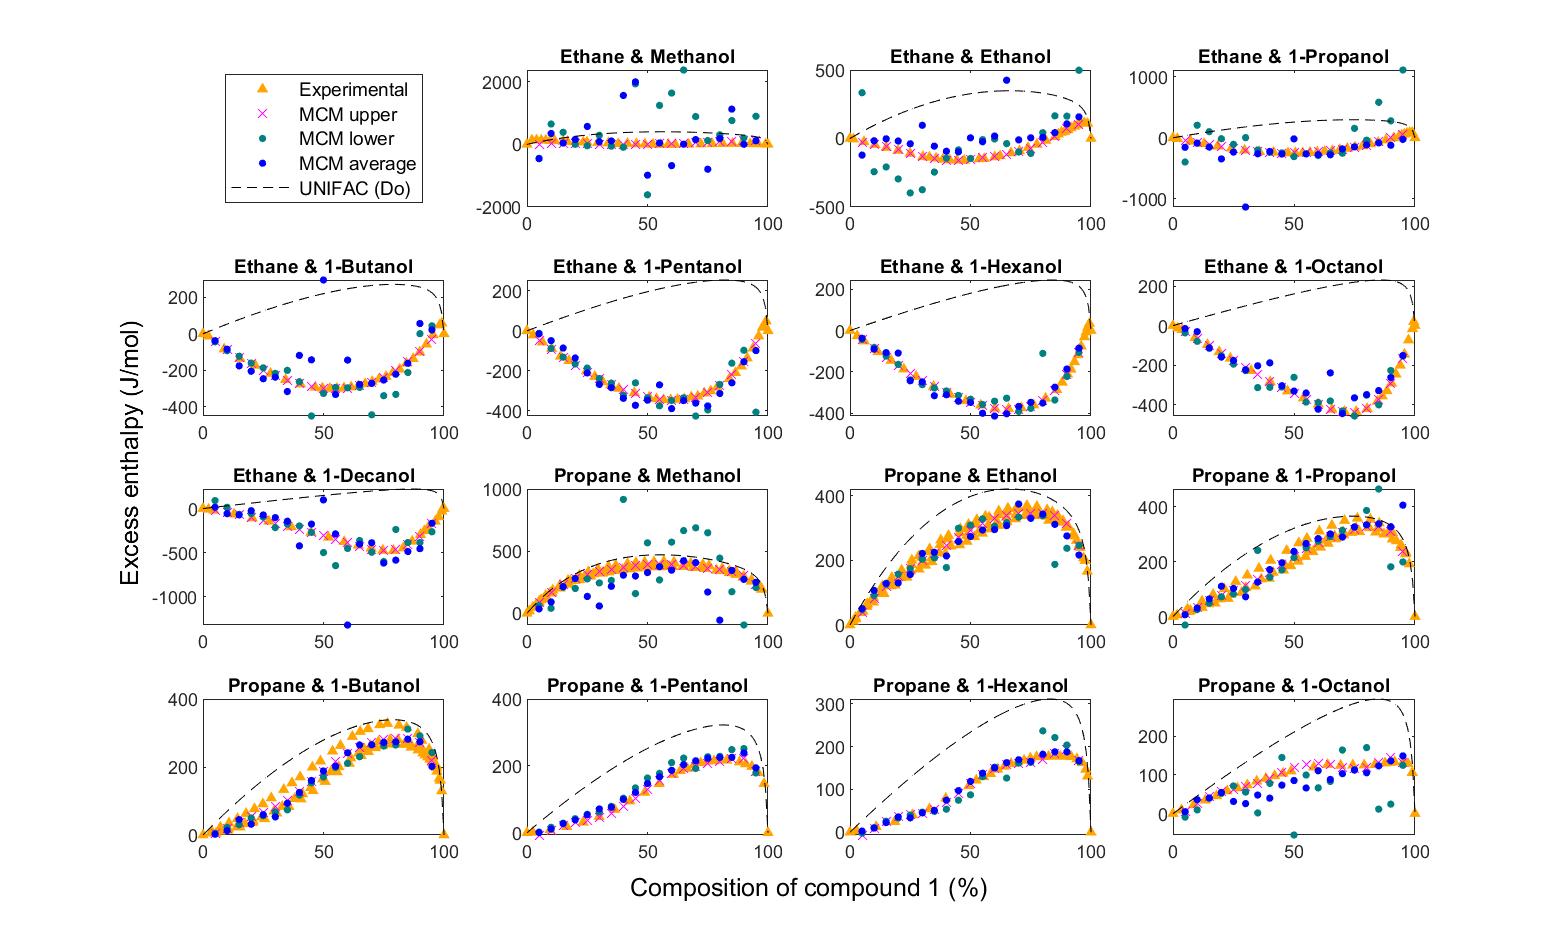 Experimental
MCM upper
MCM lower
MCM average
UNIFAC (Do)
Ethane & Methanol
2000
0
-2000
0 50 100
Ethane & Ethanol
500
0
-500
0 50 100
Ethane & 1-Propanol
1000
0
-1000
0 50 100
Ethane & 1-Butanol
200
0
-200
-400
0 50 100
Ethane & 1-Pentanol
200
0
-200
-400
0 50 100
Ethane & 1-Hexanol
200
0
-200
-400
0 50 100
Ethane & 1-Octanol
200
0
-200
-400
0 50 100
Ethane & 1-Decanol
0
-500
-1000
0 50 100
Propane & Methanol
1000
500
0
0 50 100
Propane & Ethanol
400
200
0
0 50 100
Propane & 1-Propanol
400
200
0
0 50 100
Propane & 1-Butanol
400
200
0
0 50 100
Propane & 1-Pentanol
400
200
0
0 50 100
Propane & 1-Hexanol
300
200
100
0
0 50 100
Propane & 1-Octanol
200
100
0
0 50 100
Excess enthalpy (J/mol)
Composition of compound 1 (%)